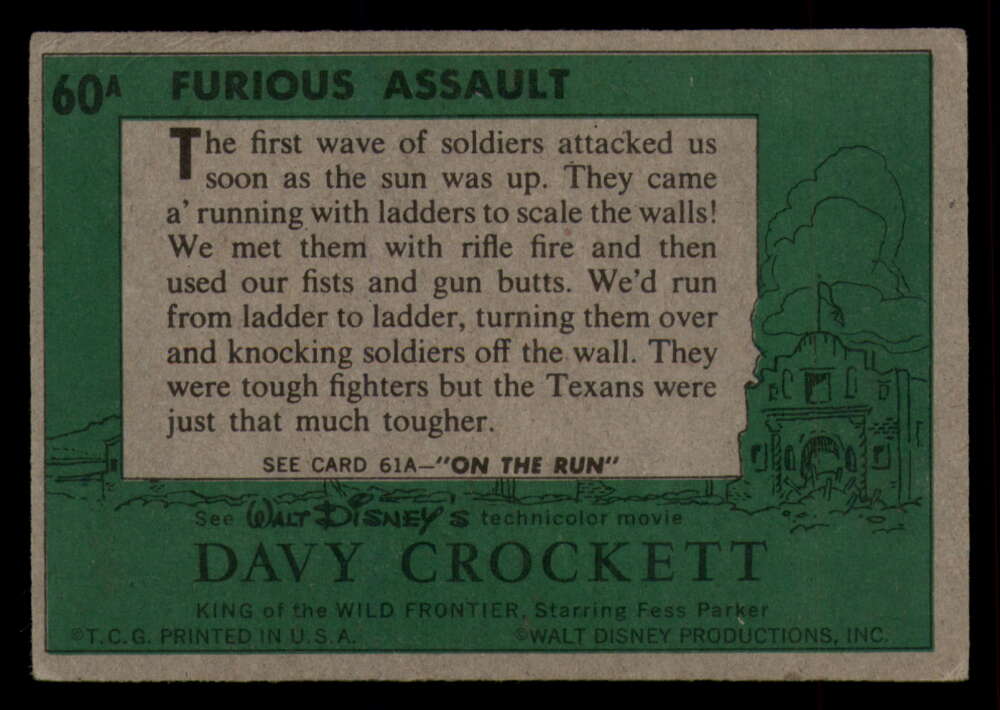 60A FURIOUS ASSAULT
The first wave of soldiers attacked us
soon as the sun was up. They came
a' running with ladders to scale the walls!
We met them with rifle fire and then
used our fists and gun butts. We'd run
from ladder to ladder, turning them over
and knocking soldiers off the wall. They
were tough fighters but the Texans were
just that much tougher.
SEE CARD 61A—"ON THE RUN"
See WALT DISNEY'S technicolor movie
DAVY CROCKETT
KING of the WILD FRONTIER, Starring Fess Parker
©T.C.G. PRINTED IN U.S.A. ©WALT DISNEY PRODUCTIONS, INC.